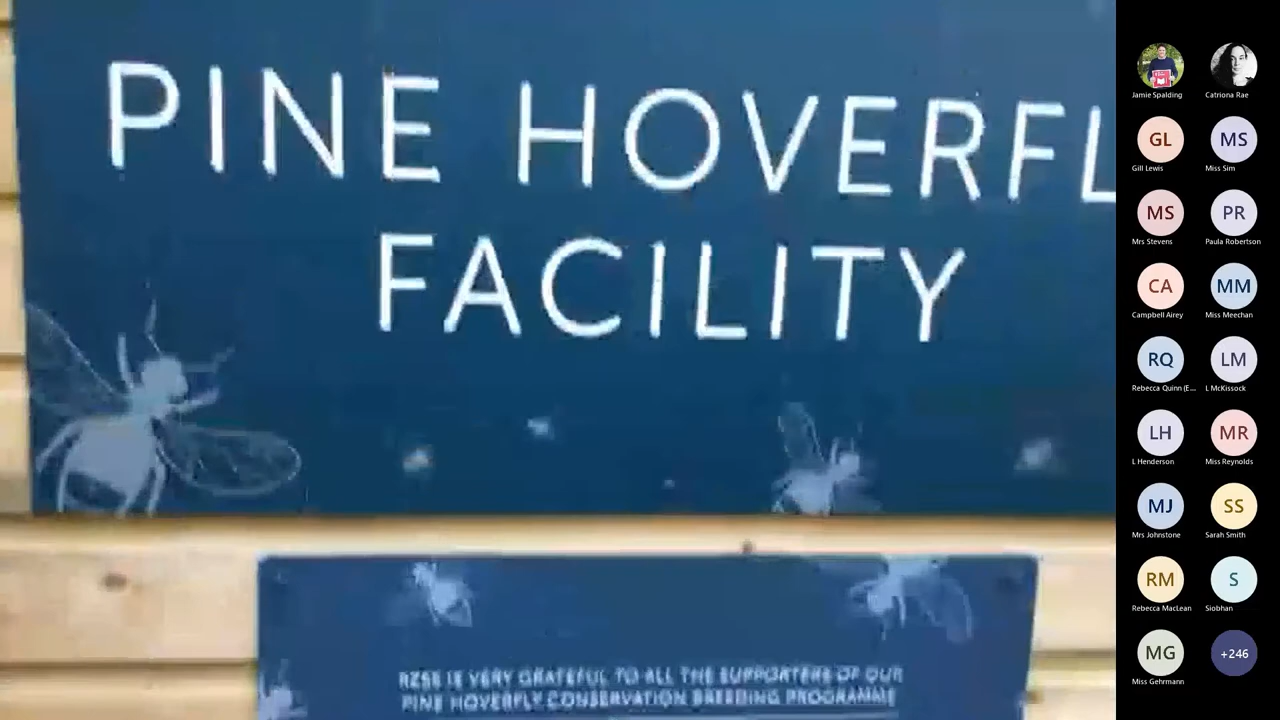 PINE HOVERFL
FACILITY
RZSS IS VERY GRATEFUL TO ALL THE SUPPORTERS OF OUR
PINE HOVERFLY CONSERVATION BREEDING PROGRAMME
Jamie Spalding
Catriona Rae
GL
Gill Lewis
MS
Miss Sim
MS
Mrs Stevens
PR
Paula Robertson
CA
Campbell Airey
MM
Miss Meechan
RQ
Rebecca Quinn (E...
LM
L McKissock
LH
L Henderson
MR
Miss Reynolds
MJ
Mrs Johnstone
SS
Sarah Smith
RM
Rebecca MacLean
S
Siobhan
MG
Miss Gehrmann
+246